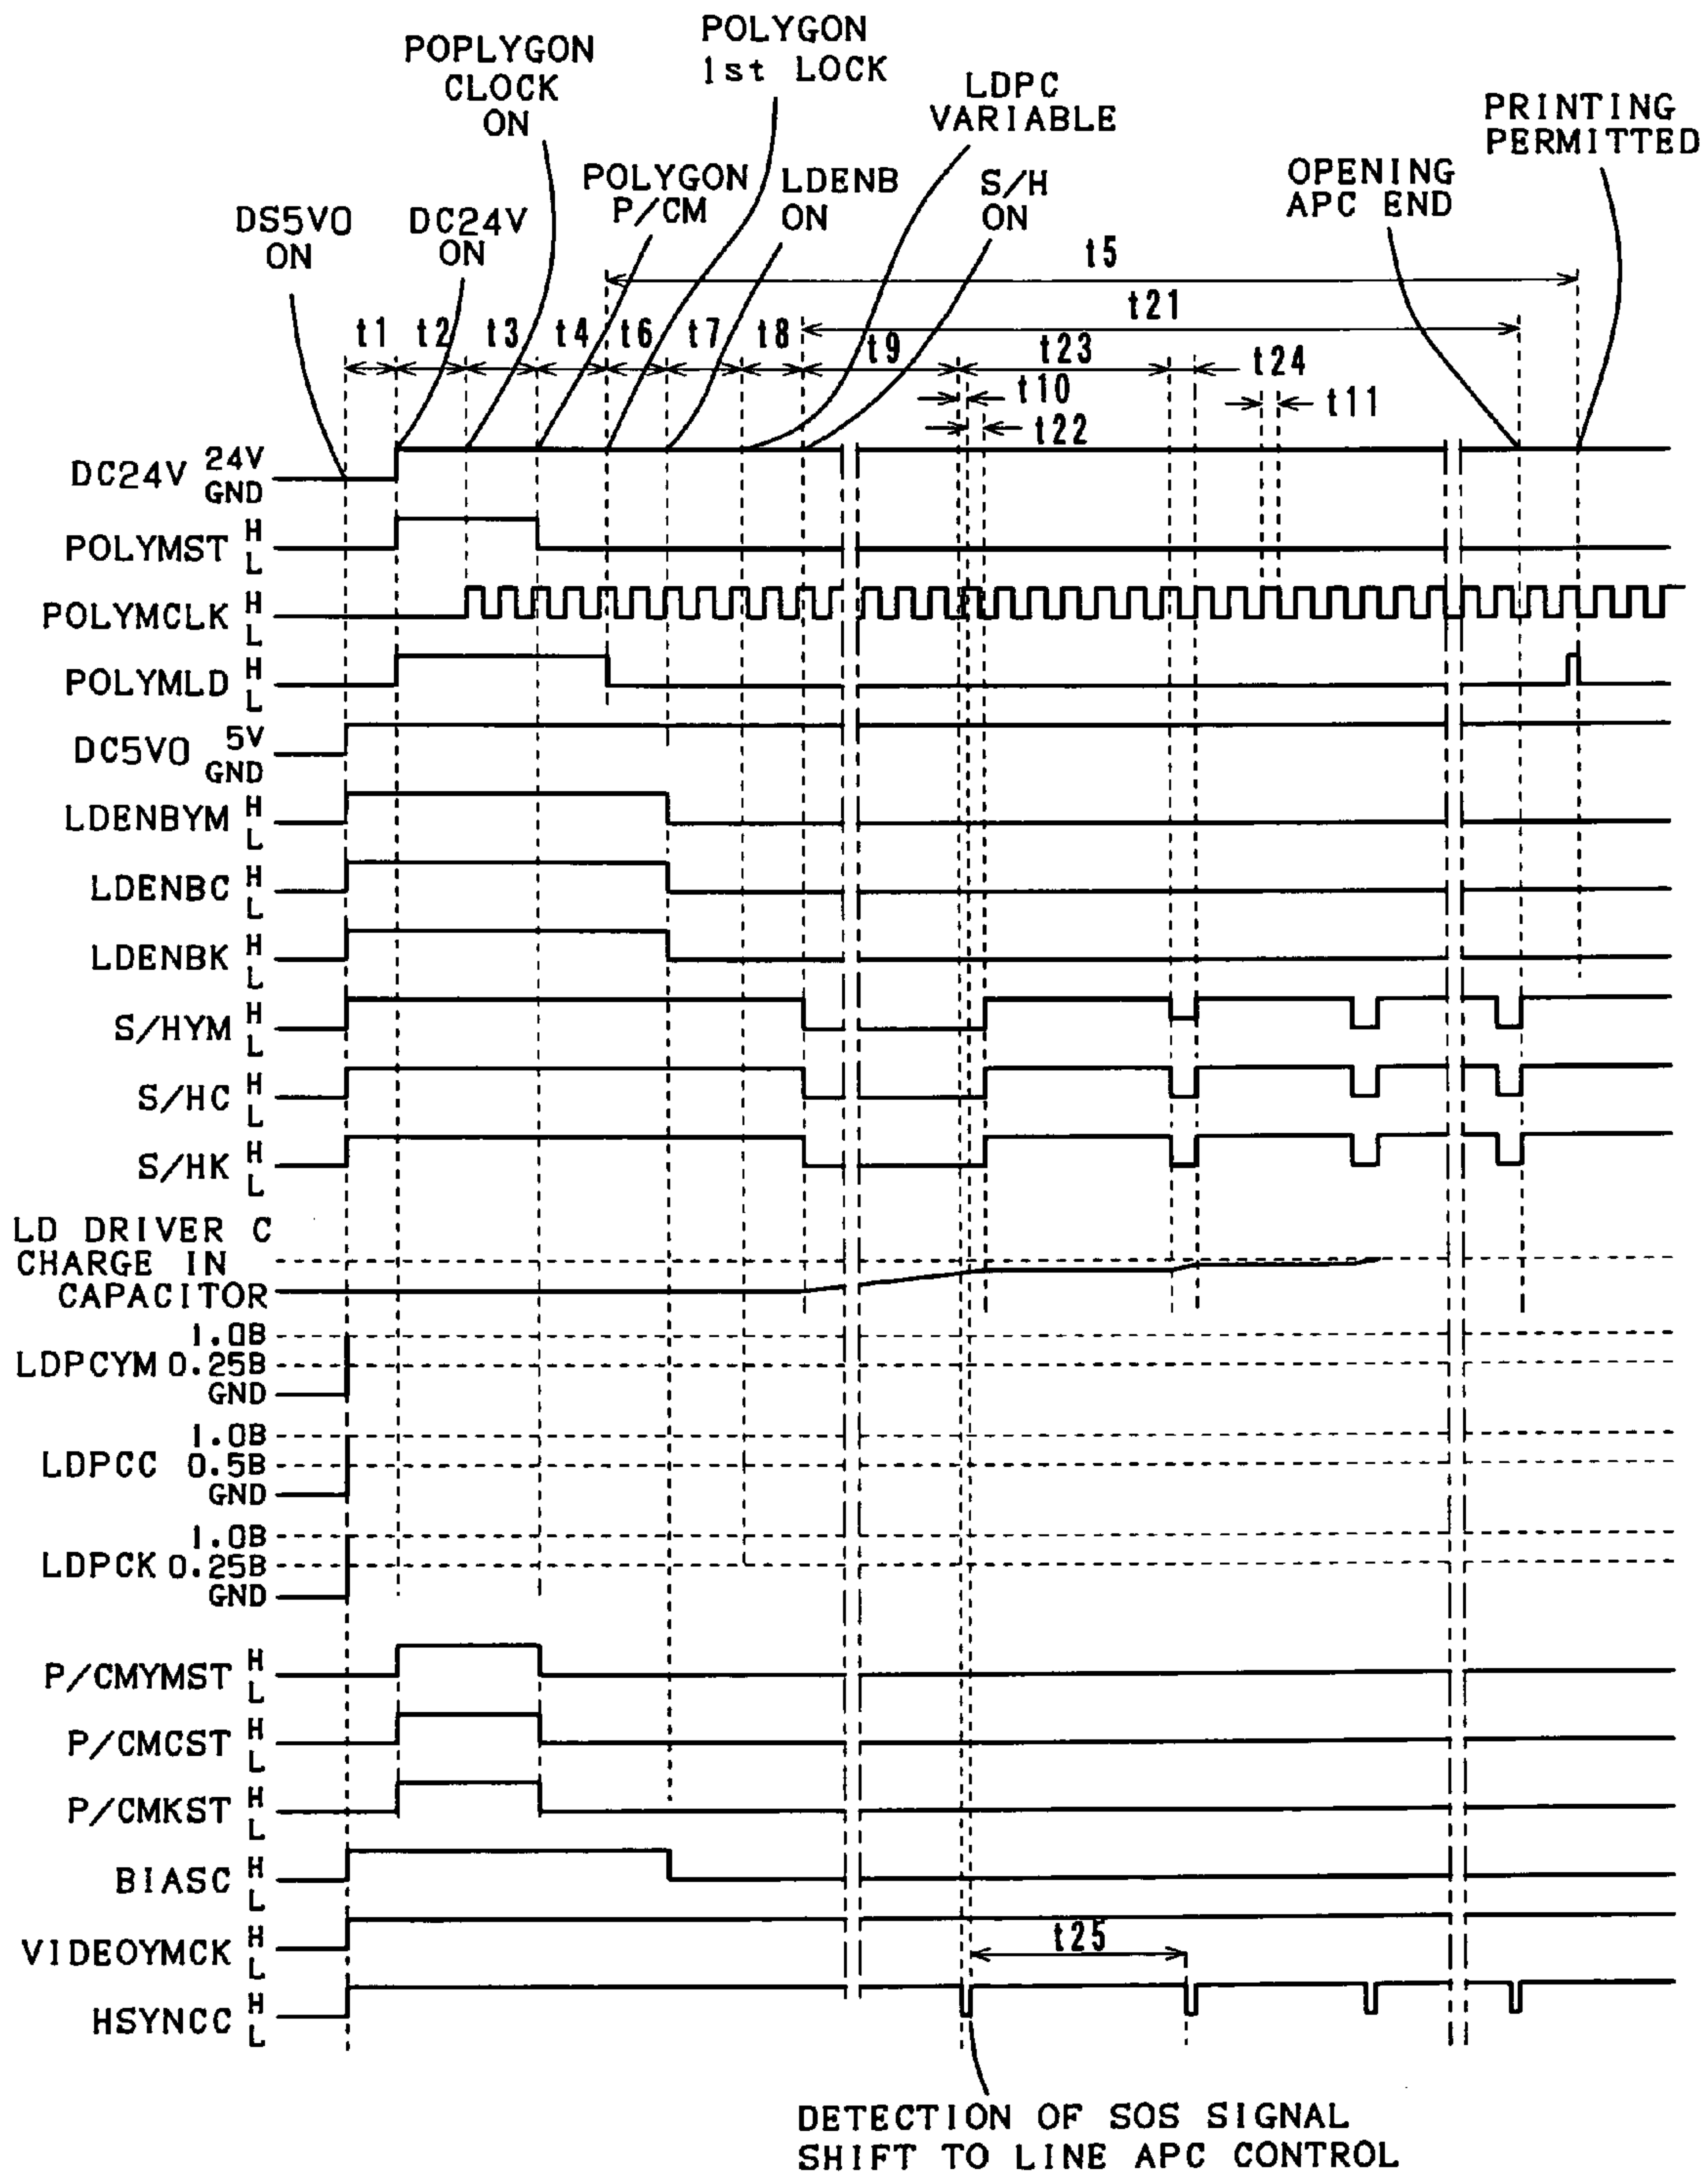 POPLYGON
CLOCK
ON
POLYGON
1st LOCK
LDPC
VARIABLE
PRINTING
PERMITTED
DS5VO
ON
DC24V
ON
POLYGON
P/CM
LDENB
ON
S/H
ON
OPENING
APC END
t5
t21
t1 t2 t3 t4 t6 t7 t8 t9 t23 t24
t10 t11
t22
DC24V 24V
GND
POLYMST H
L
POLYMCLK H
L
POLYMLD H
L
DC5VO 5V
GND
LDENBYM H
L
LDENBC H
L
LDENBK H
L
S/HYM H
L
S/HC H
L
S/HK H
L
LD DRIVER C
CHARGE IN
CAPACITOR
LDPCYM 1.0B
0.25B
GND
LDPCC 1.0B
0.5B
GND
LDPCK 1.0B
0.25B
GND
P/CMYMST H
L
P/CMCST H
L
P/CMKST H
L
BIASC H
L
VIDEOYMCK H
L
t25
HSYNCC H
L
DETECTION OF SOS SIGNAL
SHIFT TO LINE APC CONTROL